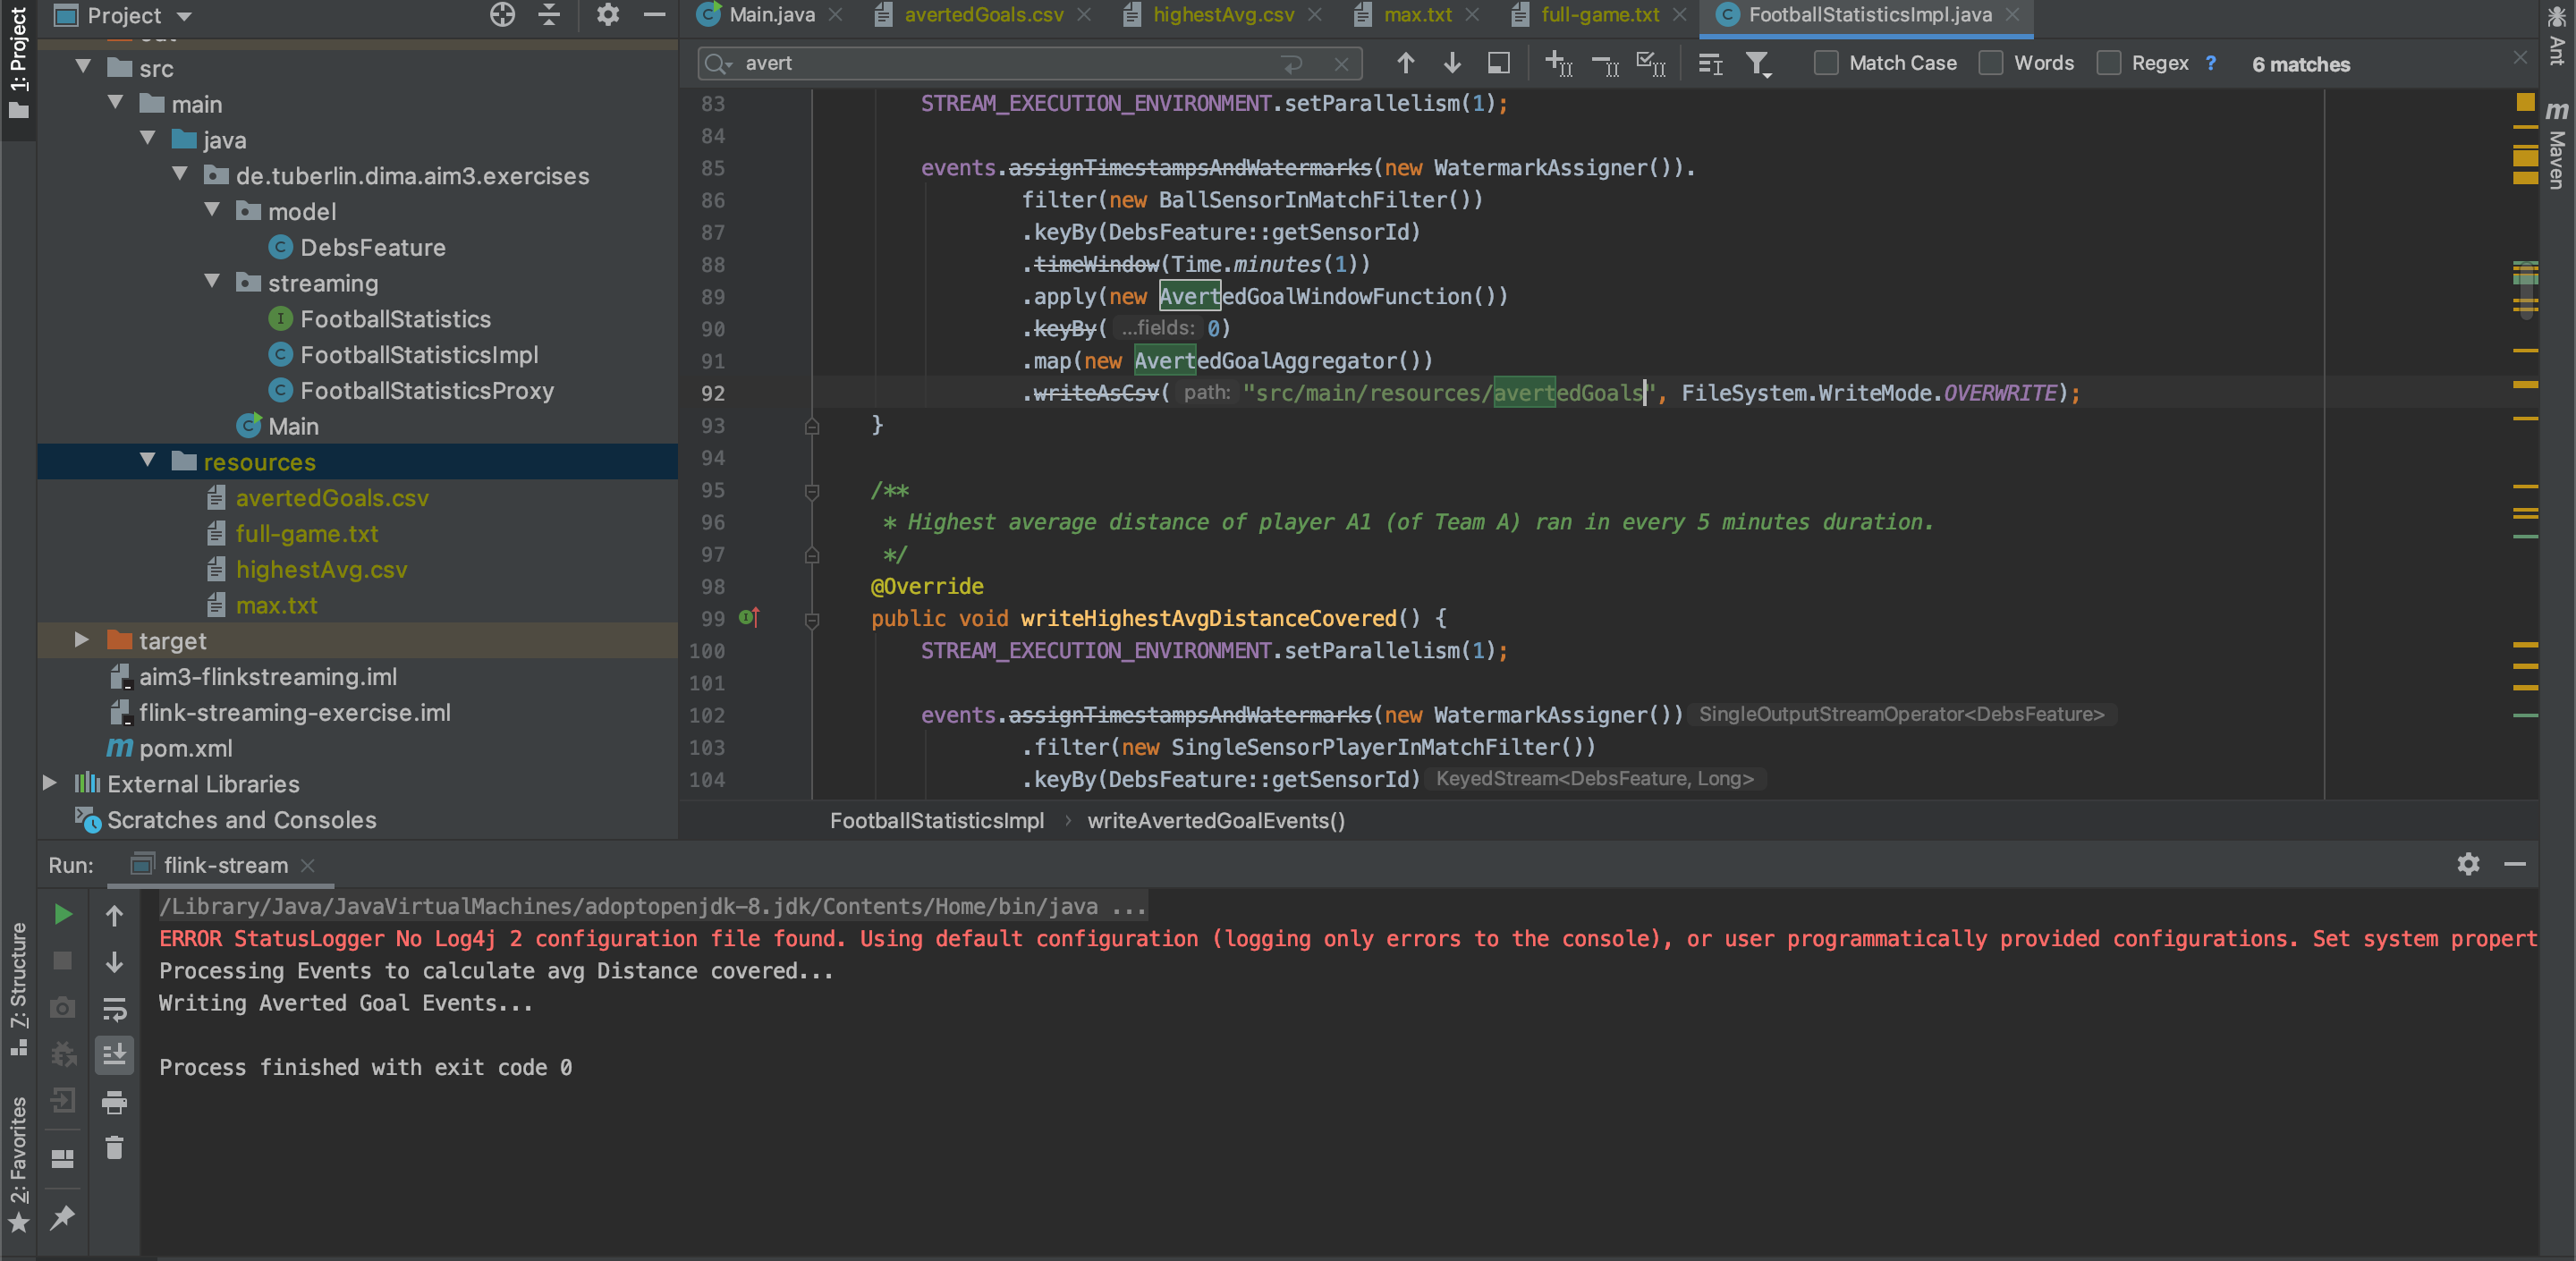 1: Project
Project
Main.java
avertedGoals.csv
highestAvg.csv
max.txt
full-game.txt
FootballStatisticsImpl.java
Ant
Maven
avert
Match Case
Words
Regex
?
6 matches
src
main
java
de.tuberlin.dima.aim3.exercises
model
DebsFeature
streaming
FootballStatistics
FootballStatisticsImpl
FootballStatisticsProxy
Main
resources
avertedGoals.csv
full-game.txt
highestAvg.csv
max.txt
target
aim3-flinkstreaming.iml
flink-streaming-exercise.iml
pom.xml
External Libraries
Scratches and Consoles
83 STREAM_EXECUTION_ENVIRONMENT.setParallelism(1);
84
85 events.assignTimestampsAndWatermarks(new WatermarkAssigner()).
86 filter(new BallSensorInMatchFilter())
87 .keyBy(DebsFeature::getSensorId)
88 .timeWindow(Time.minutes(1))
89 .apply(new AvertedGoalWindowFunction())
90 .keyBy( ...fields: 0)
91 .map(new AvertedGoalAggregator())
92 .writeAsCsv( path: "src/main/resources/avertedGoals", FileSystem.WriteMode.OVERWRITE);
93 }
94
95 /**
96 * Highest average distance of player A1 (of Team A) ran in every 5 minutes duration.
97 */
98 @Override
99 public void writeHighestAvgDistanceCovered() {
100 STREAM_EXECUTION_ENVIRONMENT.setParallelism(1);
101
102 events.assignTimestampsAndWatermarks(new WatermarkAssigner()) SingleOutputStreamOperator<DebsFeature>
103 .filter(new SingleSensorPlayerInMatchFilter())
104 .keyBy(DebsFeature::getSensorId) KeyedStream<DebsFeature, Long>
FootballStatisticsImpl › writeAvertedGoalEvents()
Run: flink-stream
/Library/Java/JavaVirtualMachines/adoptopenjdk-8.jdk/Contents/Home/bin/java ...
ERROR StatusLogger No Log4j 2 configuration file found. Using default configuration (logging only errors to the console), or user programmatically provided configurations. Set system propert
Processing Events to calculate avg Distance covered...
Writing Averted Goal Events...
Process finished with exit code 0
Z: Structure
2: Favorites